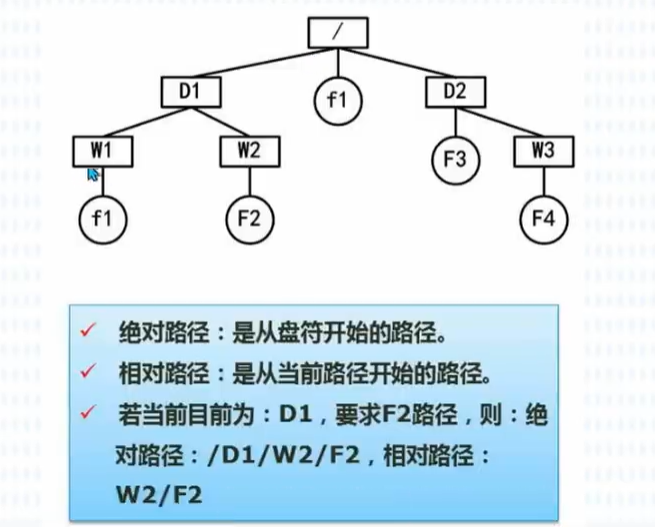 /
D1
f1
D2
W1
W2
F3
W3
f1
F2
F4
绝对路径：是从盘符开始的路径。
相对路径：是从当前路径开始的路径。
若当前目前为：D1，要求F2路径，则：绝
对路径：/D1/W2/F2，相对路径：
W2/F2